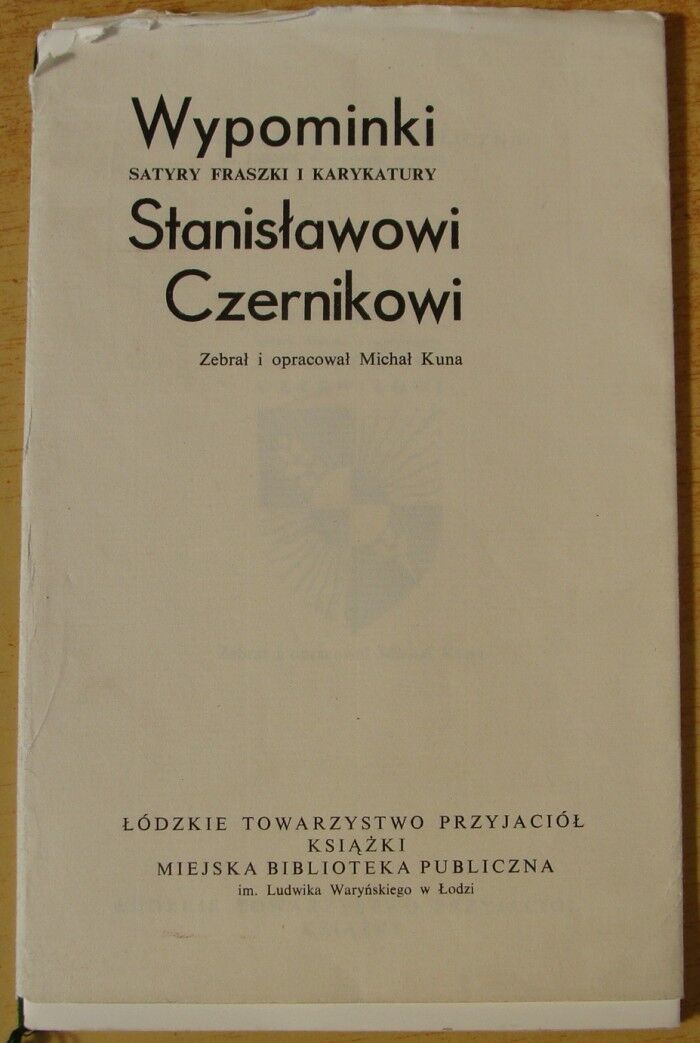 Wypominki
SATYRY FRASZKI I KARYKATURY
Stanisławowi
Czernikowi
Zebrał i opracował Michał Kuna
ŁÓDZKIE TOWARZYSTWO PRZYJACIÓŁ
KSIĄŻKI
MIEJSKA BIBLIOTEKA PUBLICZNA
im. Ludwika Waryńskiego w Łodzi